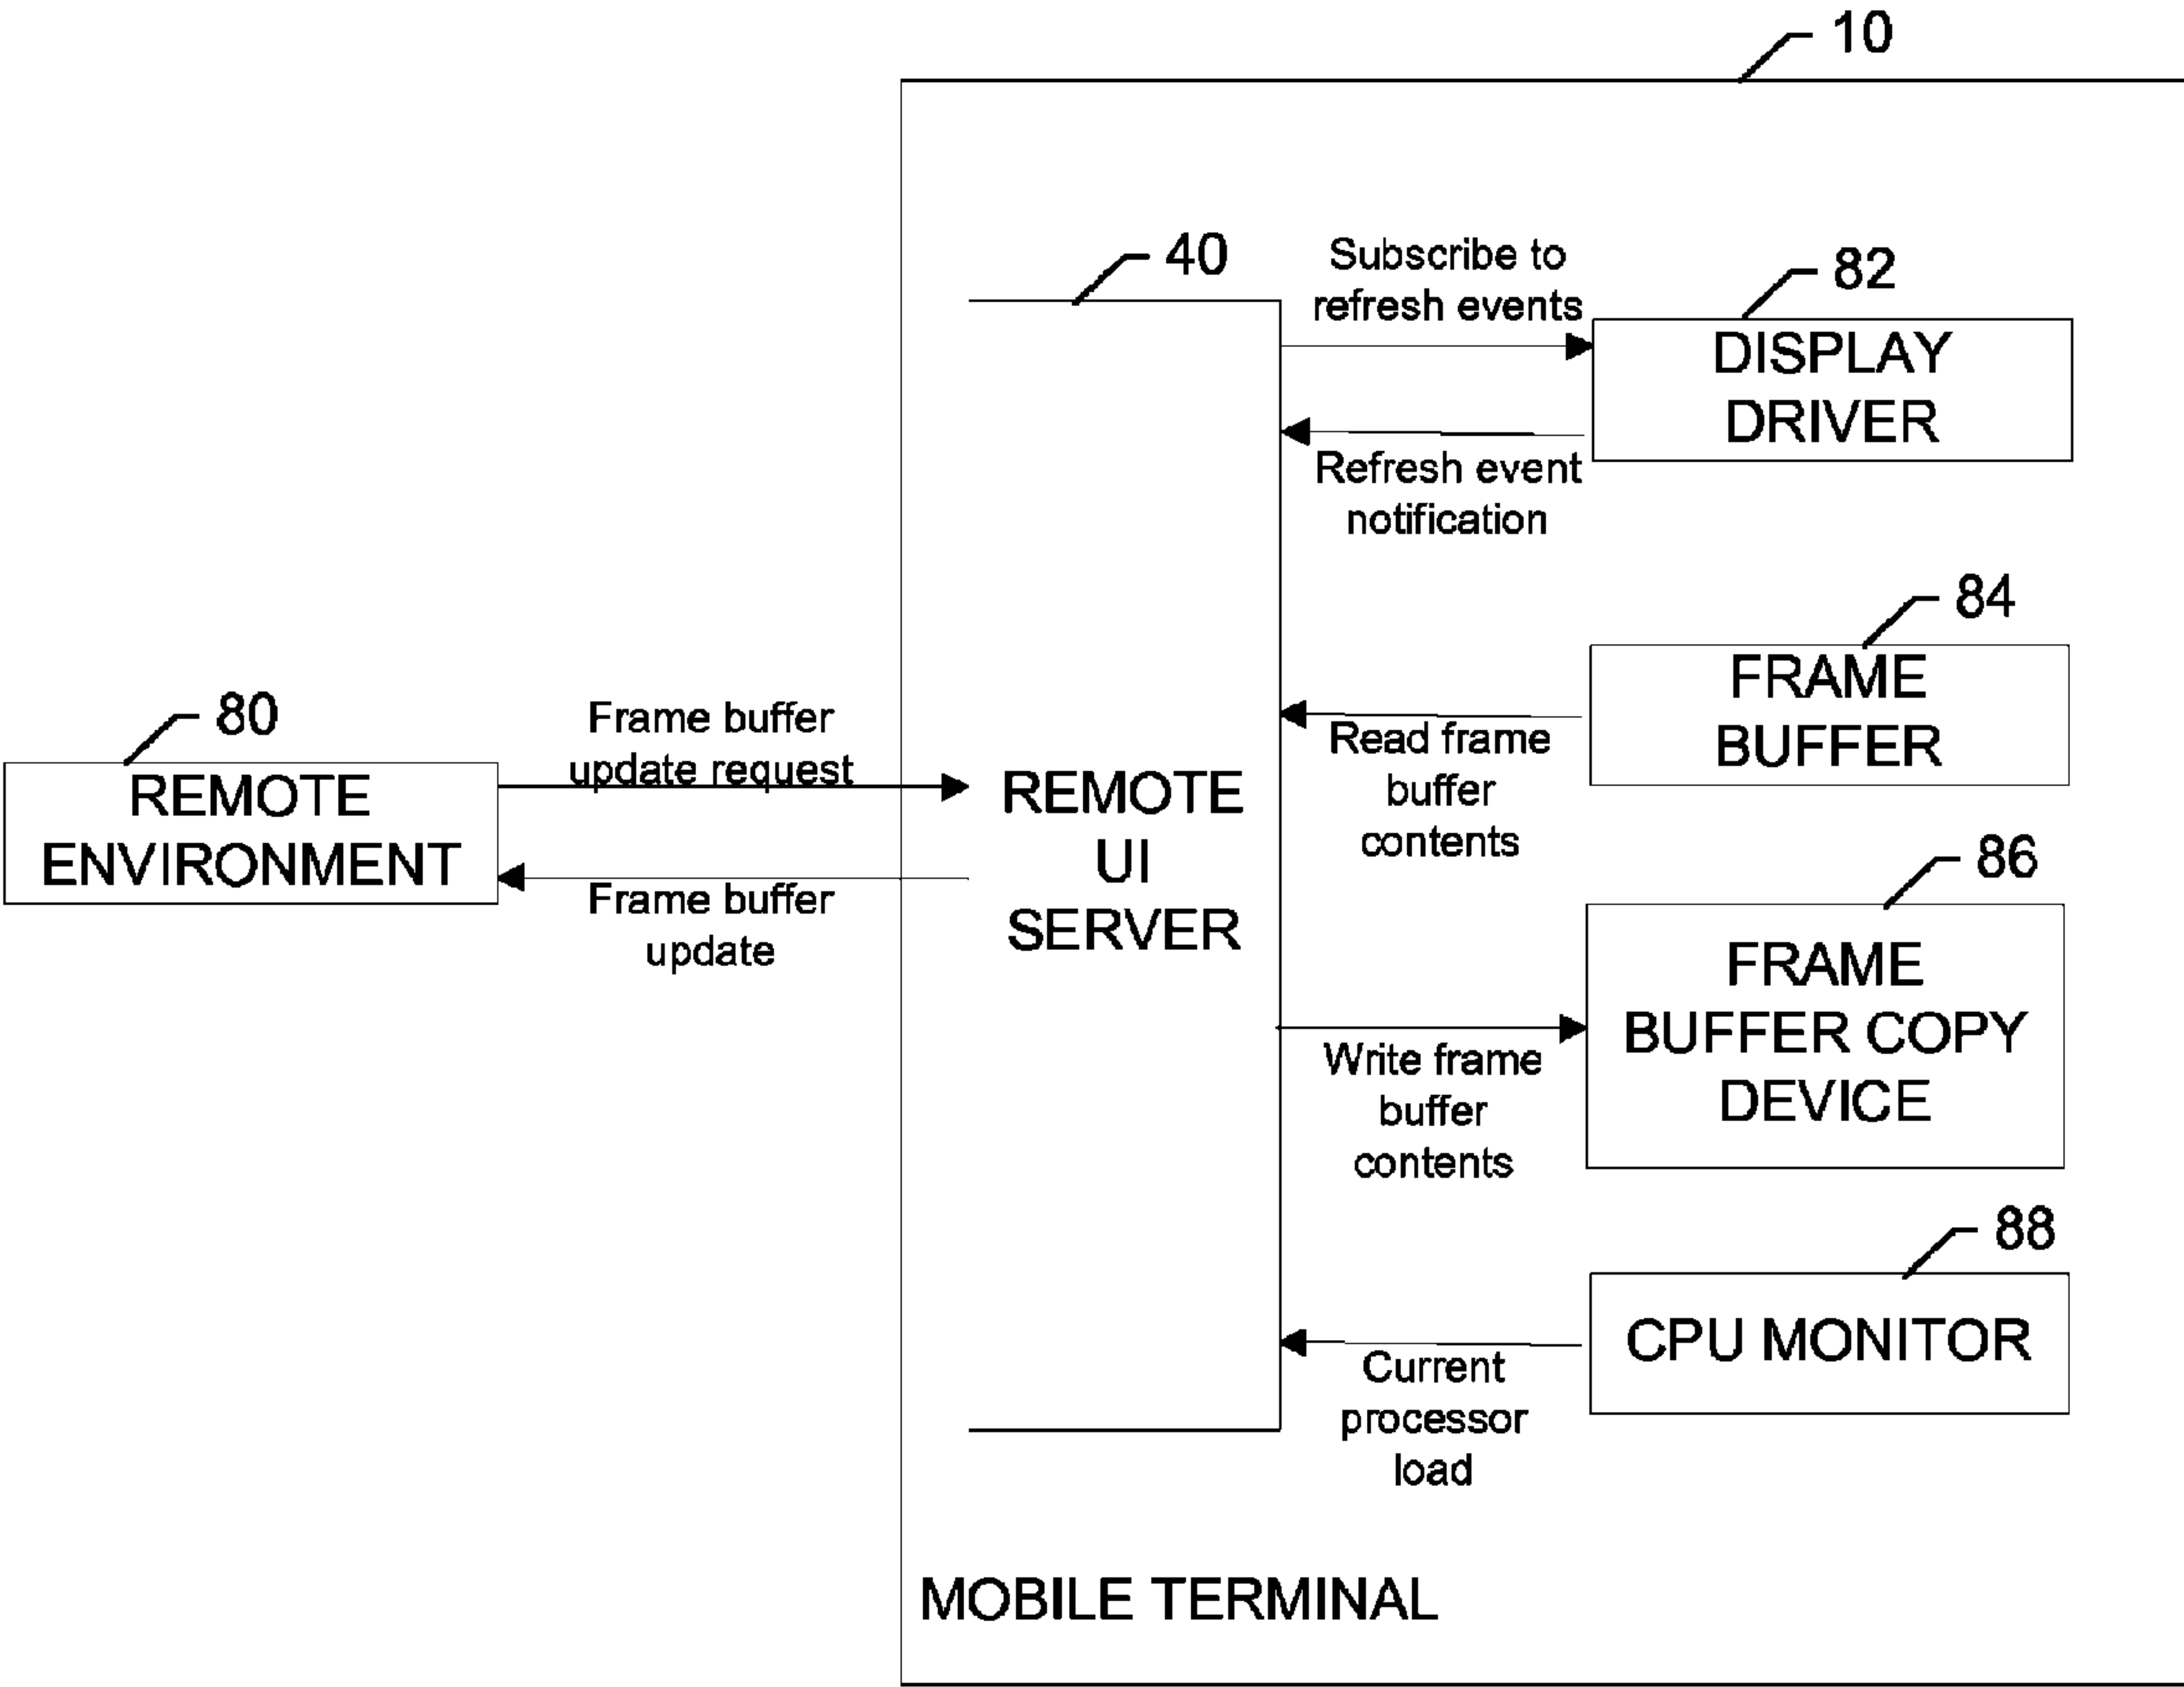 10
40
Subscribe to
refresh events
82
DISPLAY
DRIVER
Refresh event
notification
84
FRAME
BUFFER
Read frame
buffer
contents
80
REMOTE
ENVIRONMENT
Frame buffer
update request
Frame buffer
update
REMOTE
UI
SERVER
86
FRAME
BUFFER COPY
DEVICE
Write frame
buffer
contents
88
CPU MONITOR
Current
processor
load
MOBILE TERMINAL